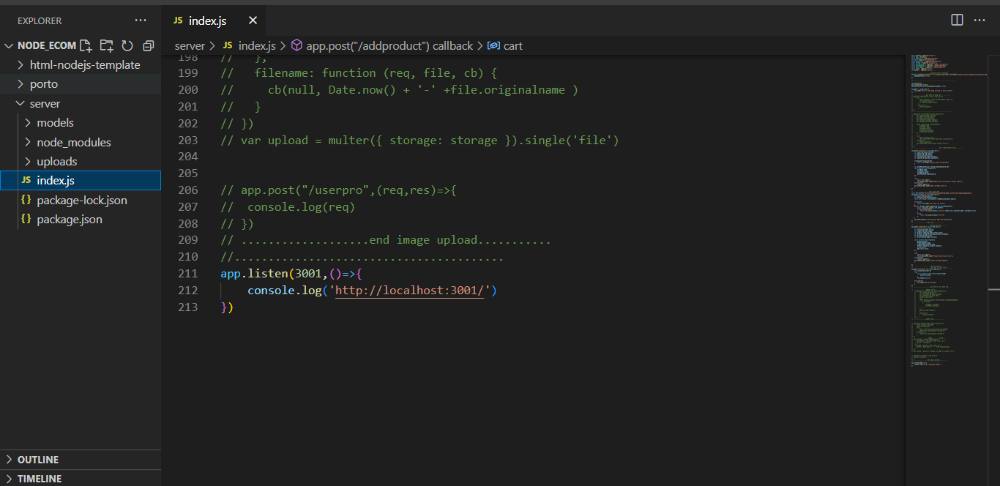 EXPLORER
NODE_ECOM
html-nodejs-template
porto
server
models
node_modules
uploads
JS index.js
{} package-lock.json
{} package.json
OUTLINE
TIMELINE
JS index.js
server > JS index.js > app.post("/addproduct") callback > cart
198 // },
199 //   filename: function (req, file, cb) {
200 //     cb(null, Date.now() + '-' +file.originalname )
201 //   }
202 // })
203 // var upload = multer({ storage: storage }).single('file')
204
205
206 // app.post("/userpro",(req,res)=>{
207 //  console.log(req)
208 // })
209 // ...................end image upload...........
210 //........................................
211 app.listen(3001,()=>{
212     console.log('http://localhost:3001/')
213 })